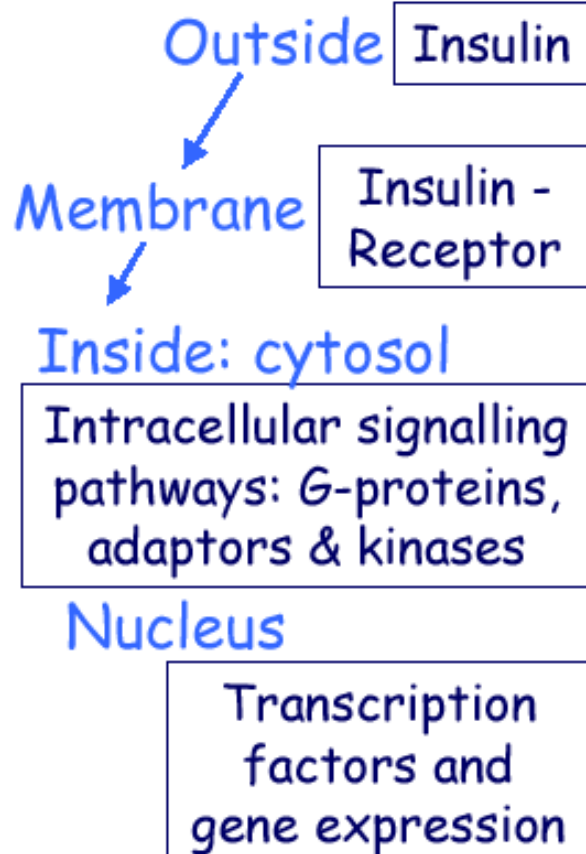 Outside Insulin
Membrane
Insulin -
Receptor
Inside: cytosol
Intracellular signalling
pathways: G-proteins,
adaptors & kinases
Nucleus
Transcription
factors and
gene expression